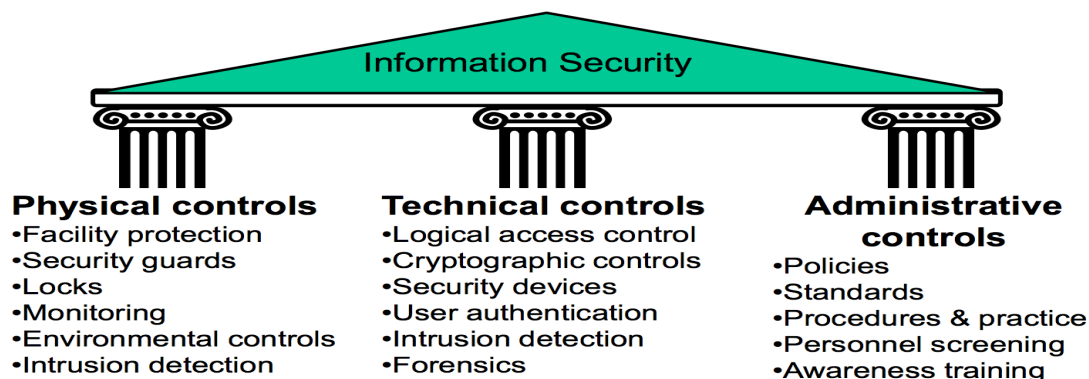 Information Security
Physical controls
•Facility protection
•Security guards
•Locks
•Monitoring
•Environmental controls
•Intrusion detection
Technical controls
•Logical access control
•Cryptographic controls
•Security devices
•User authentication
•Intrusion detection
•Forensics
Administrative
controls
•Policies
•Standards
•Procedures & practice
•Personnel screening
•Awareness training